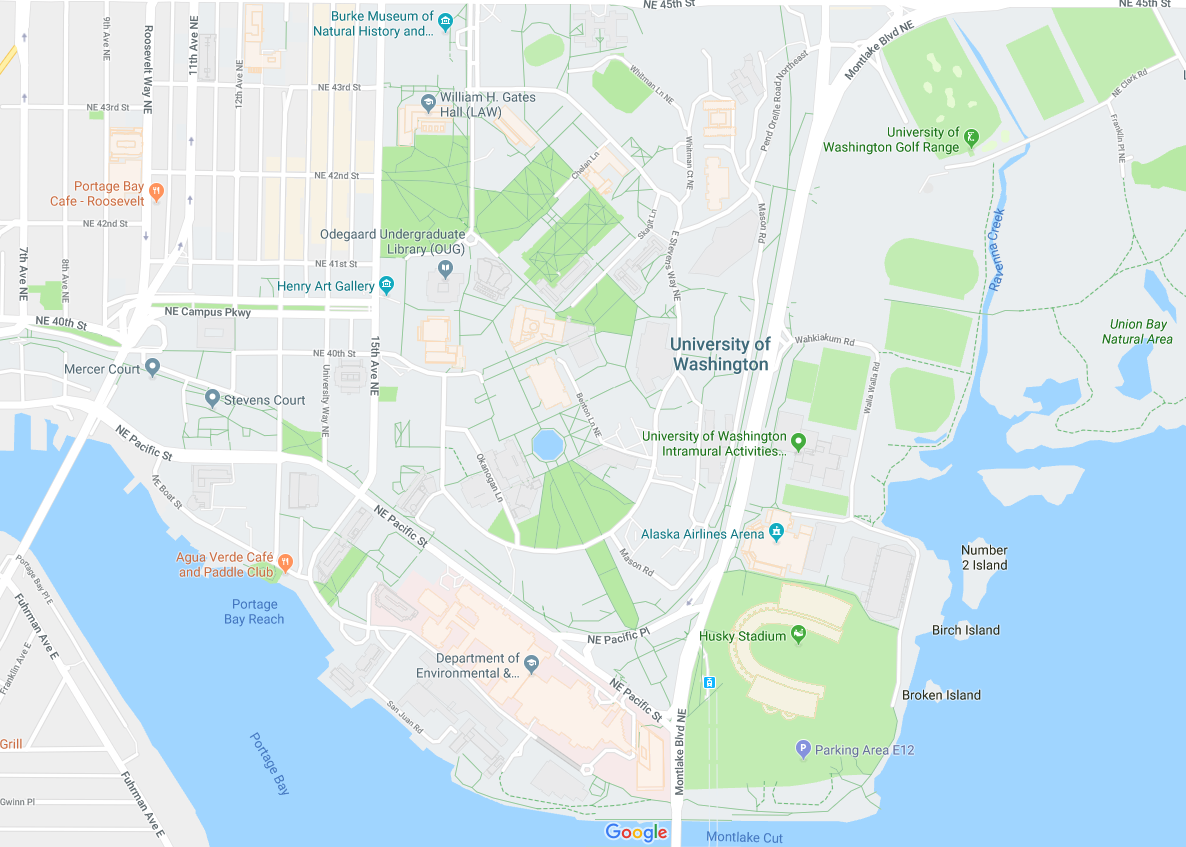 NE 45th St
NE 45th St
Burke Museum of
Natural History and...
Montlake Blvd NE
Roosevelt Way NE
11th Ave NE
9th Ave NE
12th Ave NE
Whitman Ln NE
Pend Oreille Road Northeast
NE Clark Rd
NE 43rd St
NE 43rd St
William H. Gates
Hall (LAW)
University of
Washington Golf Range
Franklin Pl NE
Whitman Ct NE
Chelan Ln
NE 42nd St
Portage Bay
Cafe - Roosevelt
NE 42nd St
Mason Rd
Skagit Ln
E Stevens Way NE
Ravenna Creek
Odegaard Undergraduate
Library (OUG)
7th Ave NE
8th Ave NE
NE 41st St
Henry Art Gallery
NE Campus Pkwy
NE 40th St
Union Bay
Natural Area
Wahkiakum Rd
University of
Washington
NE 40th St
15th Ave NE
Mercer Court
University Way NE
Walla Walla Rd
Stevens Court
Benton Ln NE
NE Pacific St
University of Washington
Intramural Activities...
Okanogan Ln
NE Boat St
NE Pacific St
Alaska Airlines Arena
Number
2 Island
Agua Verde Café
and Paddle Club
Mason Rd
Portage Bay Pl E
Portage
Bay Reach
Fuhrman Ave E
NE Pacific Pl
Husky Stadium
Birch Island
Franklin Ave E
Department of
Environmental &...
NE Pacific St
Broken Island
San Juan Rd
Montlake Blvd NE
Grill
Portage Bay
Parking Area E12
P
Gwinn Pl
Fuhrman Ave E
Google
Montlake Cut